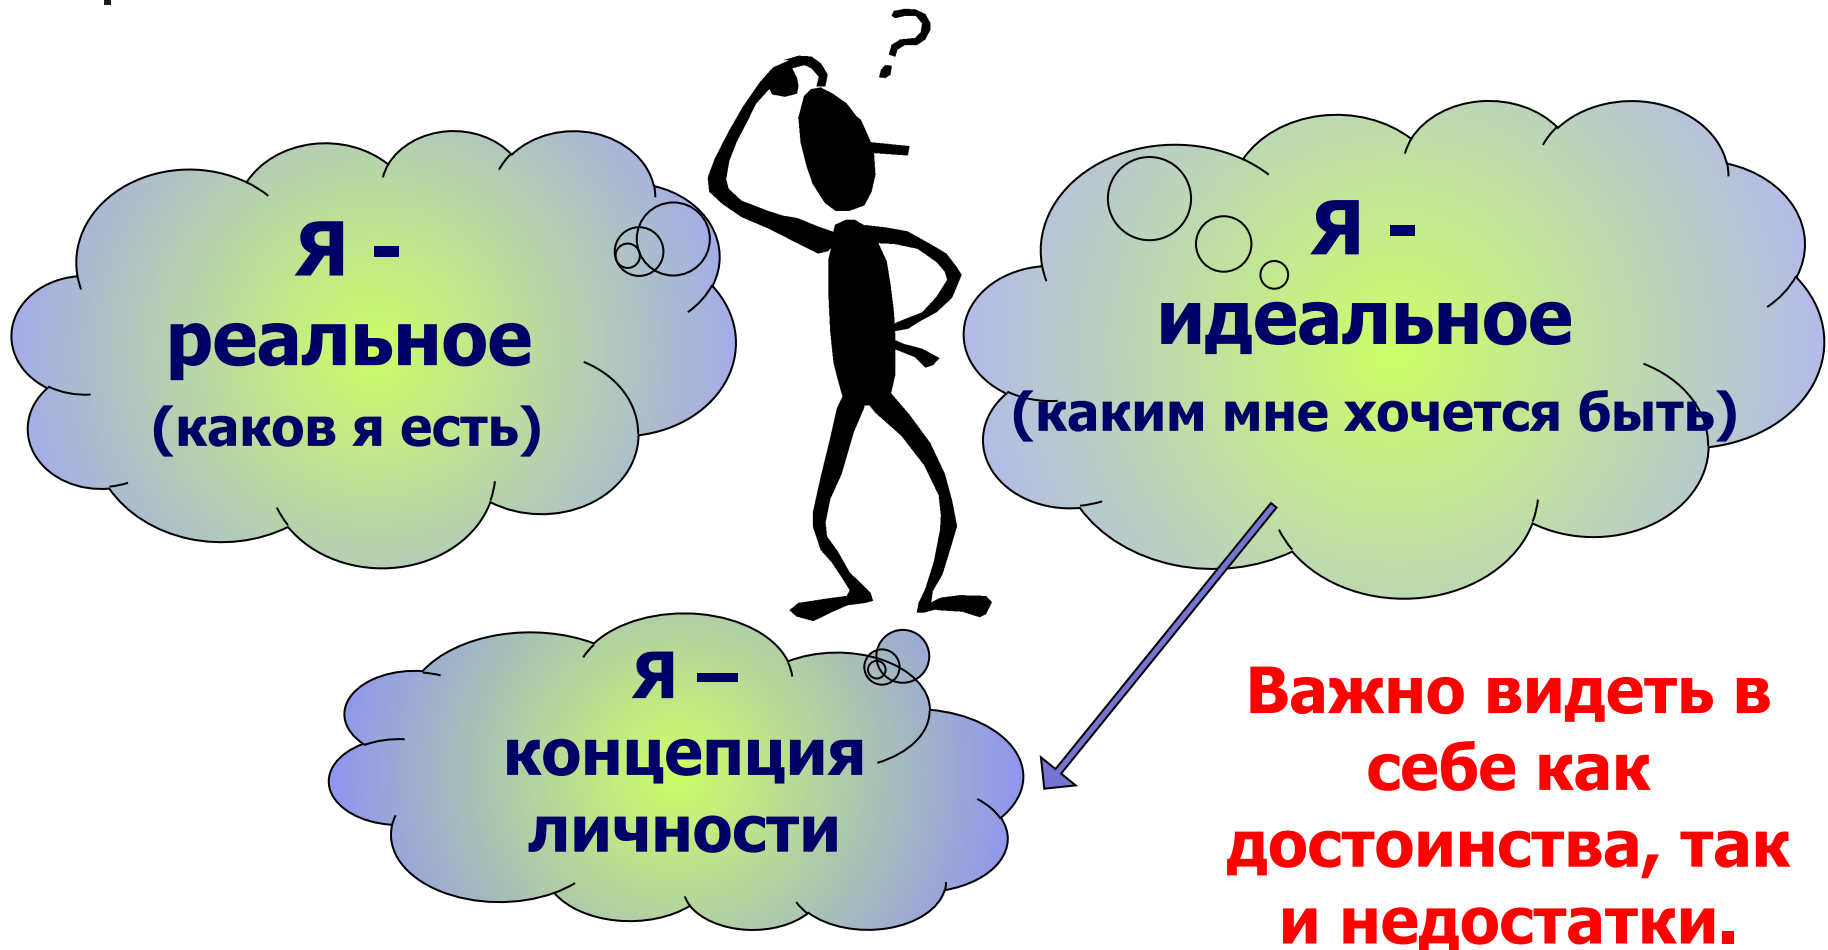 ?
Я -
реальное
(каков я есть)
Я -
идеальное
(каким мне хочется быть)
Я –
концепция
личности
Важно видеть в
себе как
достоинства, так
и недостатки.